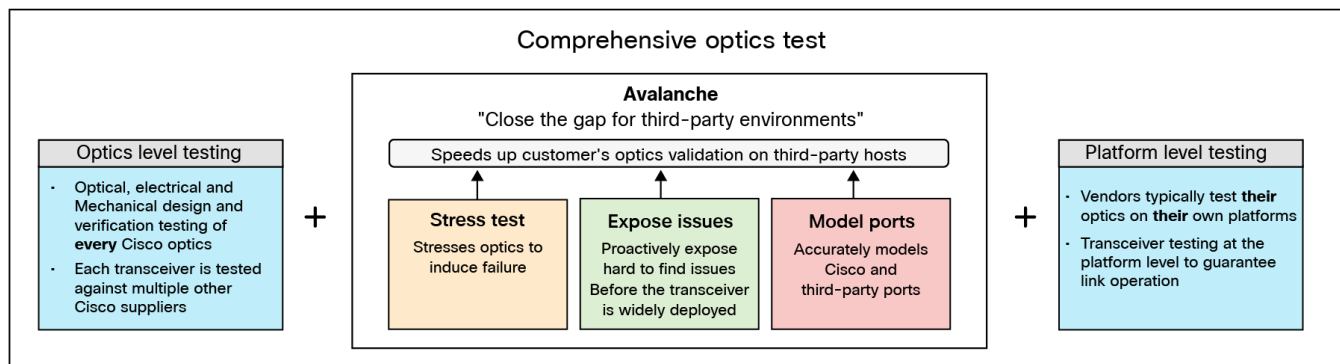 Comprehensive optics test
Optics level testing
· Optical, electrical and
Mechanical design and
verification testing of
every Cisco optics
· Each transceiver is tested
against multiple other
Cisco suppliers
+
Avalanche
"Close the gap for third-party environments"
Speeds up customer's optics validation on third-party hosts
Stress test
Stresses optics to
induce failure
Expose issues
Proactively expose
hard to find issues
Before the transceiver
is widely deployed
Model ports
Accurately models
Cisco and
third-party ports
+
Platform level testing
· Vendors typically test their
optics on their own platforms
· Transceiver testing at the
platform level to guarantee
link operation